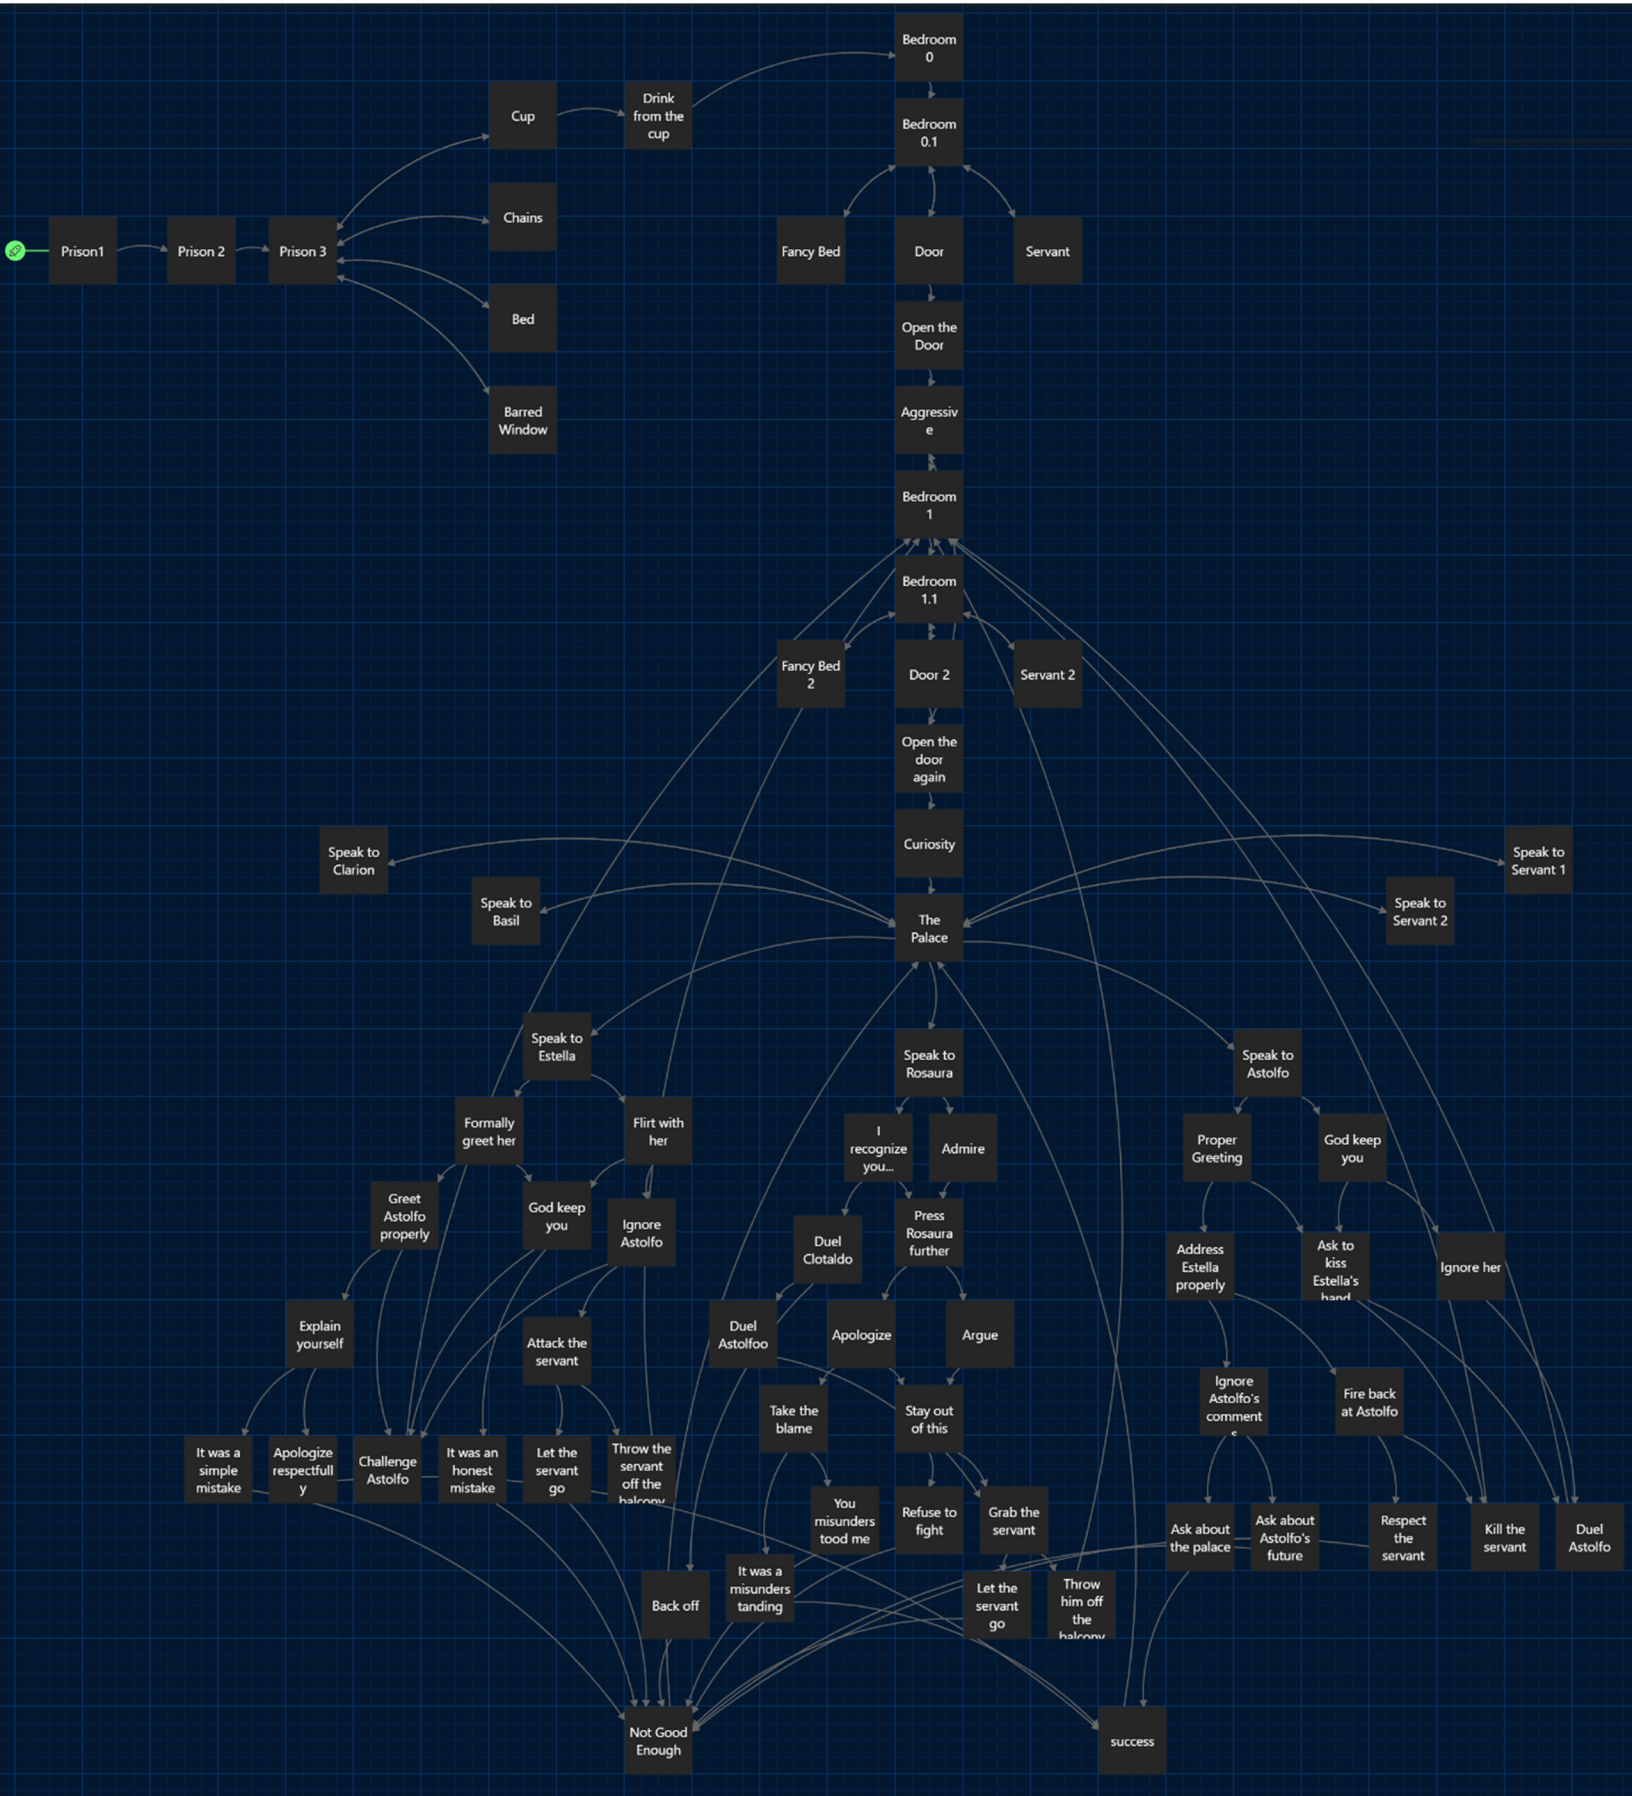 Bedroom
0
Cup
Drink
from the
cup
Bedroom
0.1
Chains
Prison1
Prison 2
Prison 3
Fancy Bed
Door
Servant
Bed
Open the
Door
Barred
Window
Aggressiv
e
Bedroom
1
Bedroom
1.1
Fancy Bed
2
Door 2
Servant 2
Open the
door
again
Curiosity
Speak to
Clarion
Speak to
Servant 1
Speak to
Basil
Speak to
Servant 2
The
Palace
Speak to
Estella
Speak to
Rosaura
Speak to
Astolfo
Formally
greet her
Flirt with
her
I
recognize
you...
Admire
Proper
Greeting
God keep
you
Greet
Astolfo
properly
God keep
you
Ignore
Astolfo
Duel
Clotaldo
Press
Rosaura
further
Address
Estella
properly
Ask to
kiss
Estella's
hand
Ignore her
Explain
yourself
Attack the
servant
Duel
Astolfoo
Apologize
Argue
Take the
blame
Stay out
of this
Ignore
Astolfo's
comment
s
Fire back
at Astolfo
It was a
simple
mistake
Apologize
respectfull
y
Challenge
Astolfo
It was an
honest
mistake
Let the
servant
go
Throw the
servant
off the
balcony
You
misunders
tood me
Refuse to
fight
Grab the
servant
Ask about
the palace
Ask about
Astolfo's
future
Respect
the
servant
Kill the
servant
Duel
Astolfo
Back off
It was a
misunders
tanding
Let the
servant
go
Throw
him off
the
balcony
Not Good
Enough
success